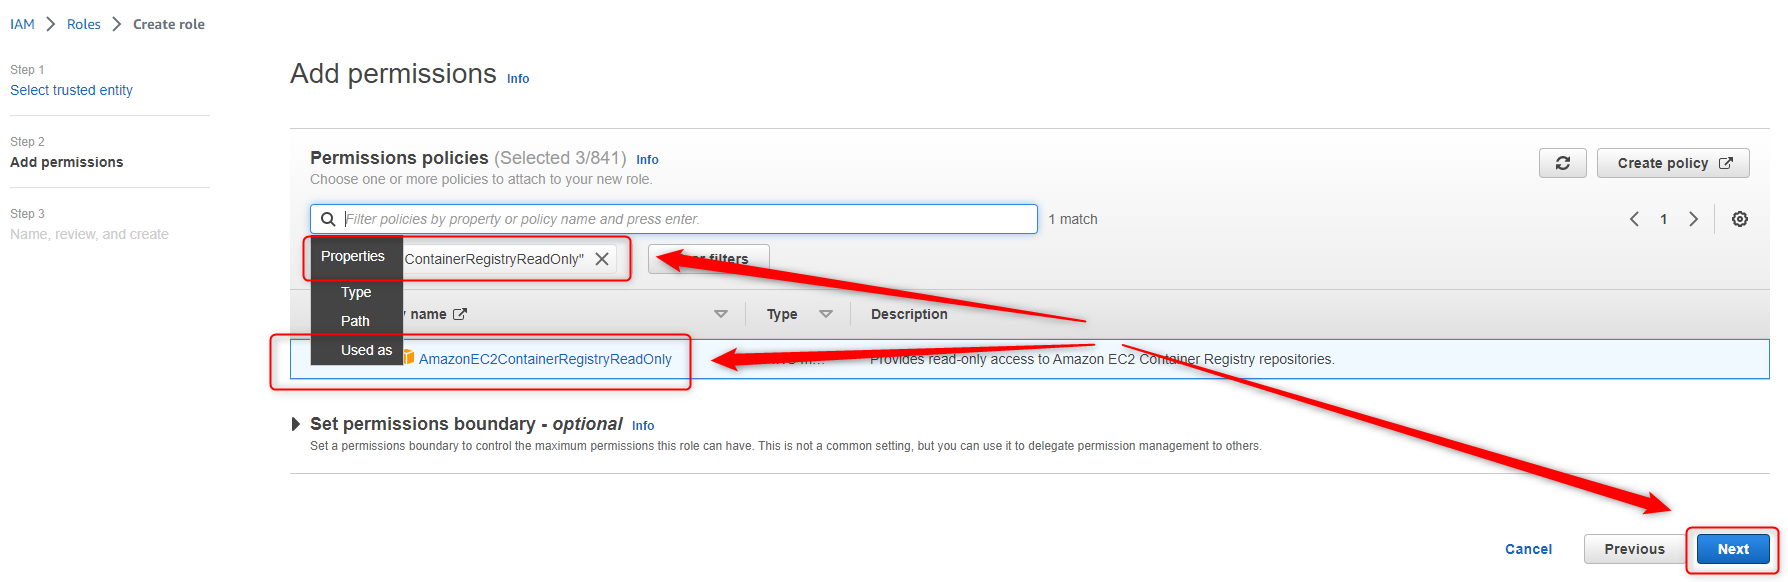 IAM > Roles > Create role
Step 1
Select trusted entity
Step 2
Add permissions
Step 3
Name, review, and create
Add permissions Info
Permissions policies (Selected 3/841) Info
Choose one or more policies to attach to your new role.
Create policy
Filter policies by property or policy name and press enter.
1 match
1
Properties
ContainerRegistryReadOnly"
filters
Type
Path
Used as
name
Type
Description
AmazonEC2ContainerRegistryReadOnly
Provides read-only access to Amazon EC2 Container Registry repositories.
Set permissions boundary - optional Info
Set a permissions boundary to control the maximum permissions this role can have. This is not a common setting, but you can use it to delegate permission management to others.
Cancel
Previous
Next